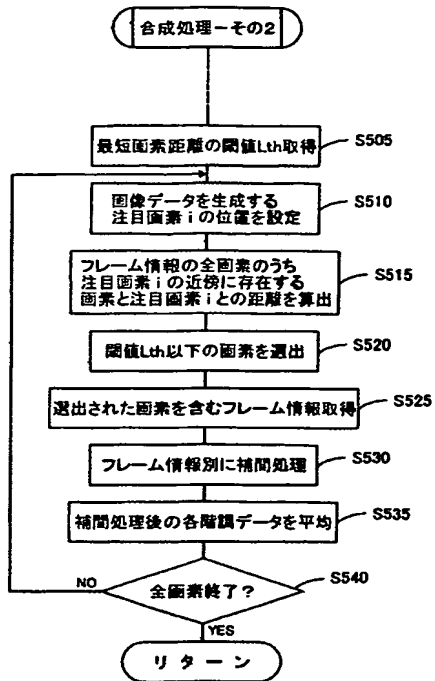 合成処理－その2
最短画素距離の閾値Lth取得
S505
画像データを生成する
注目画素iの位置を設定
S510
フレーム情報の全画素のうち
注目画素iの近傍に存在する
画素と注目画素iとの距離を算出
S515
閾値Lth以下の画素を選出
S520
選出された画素を含むフレーム情報取得
S525
フレーム情報別に補間処理
S530
補間処理後の各階調データを平均
S535
全画素終了？
S540
NO
YES
リターン